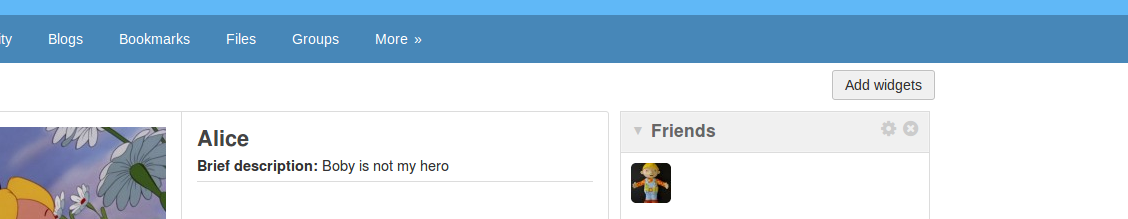 ity Blogs Bookmarks Files Groups More »
Add widgets
Alice
Brief description: Boby is not my hero
Friends